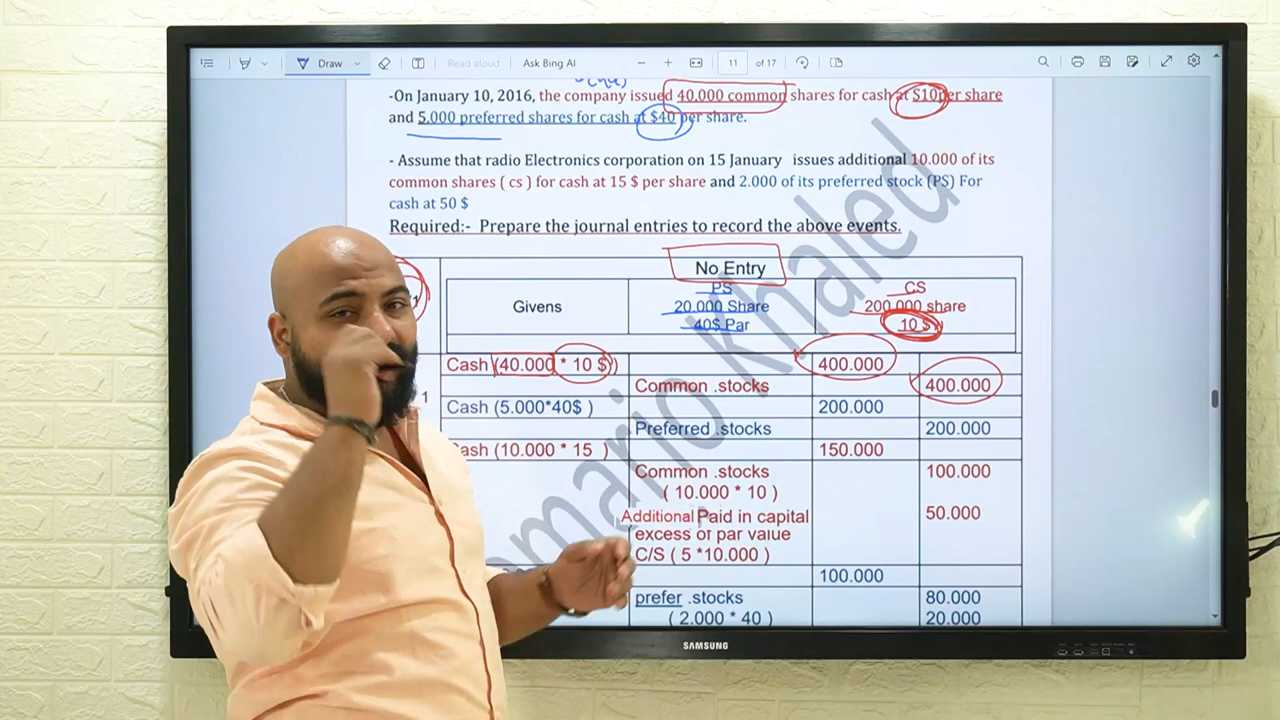 Draw
Read aloud
Ask Bing AI
11 of 17
-On January 10, 2016, the company issued 40.000 common shares for cash at $10per share
and 5.000 preferred shares for cash at $40 per share.
- Assume that radio Electronics corporation on 15 January issues additional 10.000 of its
common shares ( cs ) for cash at 15 $ per share and 2.000 of its preferred stock (PS) For
cash at 50 $
Required:- Prepare the journal entries to record the above events.
No Entry
Givens
PS
20.000 Share
40$ Par
CS
200.000 share
10 $
Cash (40.000 * 10 $) 400.000
Common .stocks 400.000
1
Cash (5.000*40$ ) 200.000
Preferred .stocks 200.000
ash (10.000 * 15 ) 150.000
Common .stocks 100.000
( 10.000 * 10 )
Additional Paid in capital 50.000
excess of par value
C/S ( 5 *10.000 )
100.000
prefer .stocks 80.000
( 2.000 * 40 ) 20.000
omario Khaled
SAMSUNG